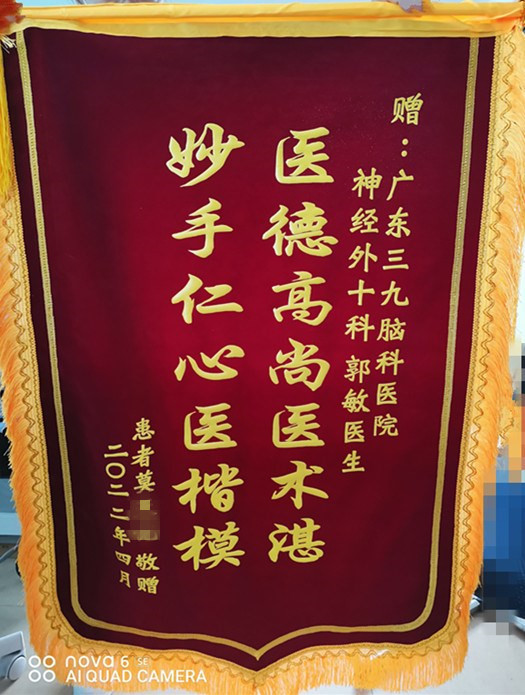 赠：广东三九脑科医院
神经外十科 郭敏医生
医德高尚医术湛
妙手仁心医楷模
患者莫 敬赠
二〇二二年四月
nova 6 SE
AI QUAD CAMERA